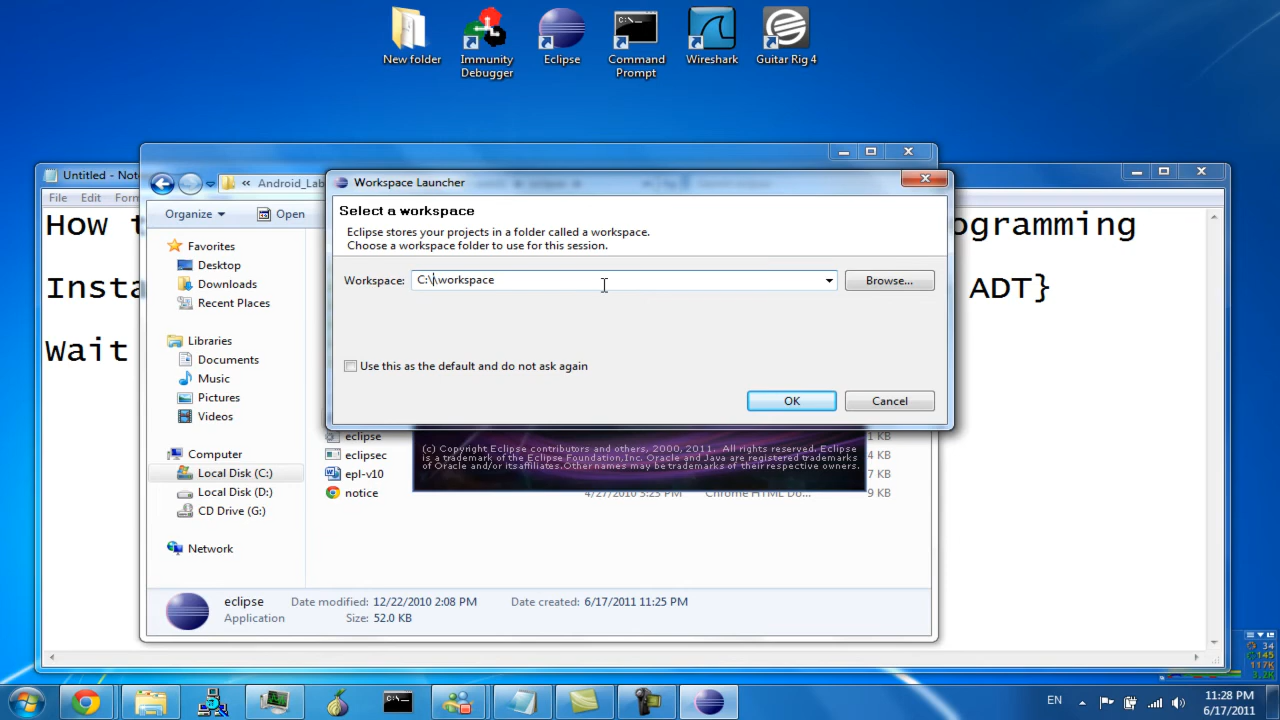 New folder
Immunity Debugger
Eclipse
Command Prompt
Wireshark
Guitar Rig 4
Untitled - Not
File Edit Form
How t
ogramming
Insta
ADT}
Wait
« Android_Lab
Organize
Open
Favorites
Desktop
Downloads
Recent Places
Libraries
Documents
Music
Pictures
Videos
Computer
Local Disk (C:)
Local Disk (D:)
CD Drive (G:)
Network
Workspace Launcher
Select a workspace
Eclipse stores your projects in a folder called a workspace.
Choose a workspace folder to use for this session.
Workspace: C:\\workspace
Browse...
Use this as the default and do not ask again
OK
Cancel
eclipse
1 KB
eclipsec
4 KB
epl-v10
7 KB
notice
4/27/2010 3:23 PM
Chrome HTML Do...
9 KB
(c) Copyright Eclipse contributors and others, 2000, 2011. All rights reserved. Eclipse
is a trademark of the Eclipse Foundation,Inc. Oracle and Java are registered trademarks
of Oracle and/or itsaffiliates.Other names may be trademarks of their respective owners.
eclipse Date modified: 12/22/2010 2:08 PM Date created: 6/17/2011 11:25 PM
Application Size: 52.0 KB
34
145
117K
3.2K
EN
11:28 PM
6/17/2011